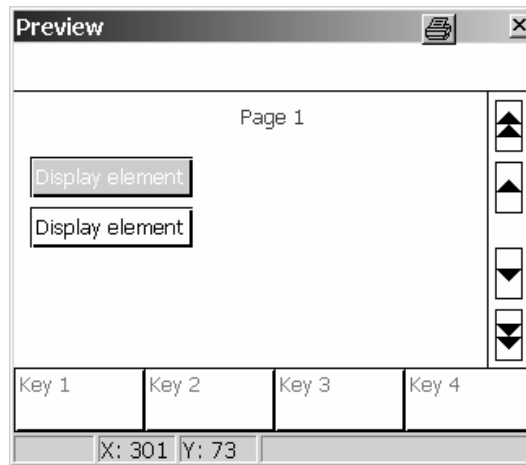 Preview
Page 1
Display element
Display element
Key 1 Key 2 Key 3 Key 4
X: 301 Y: 73